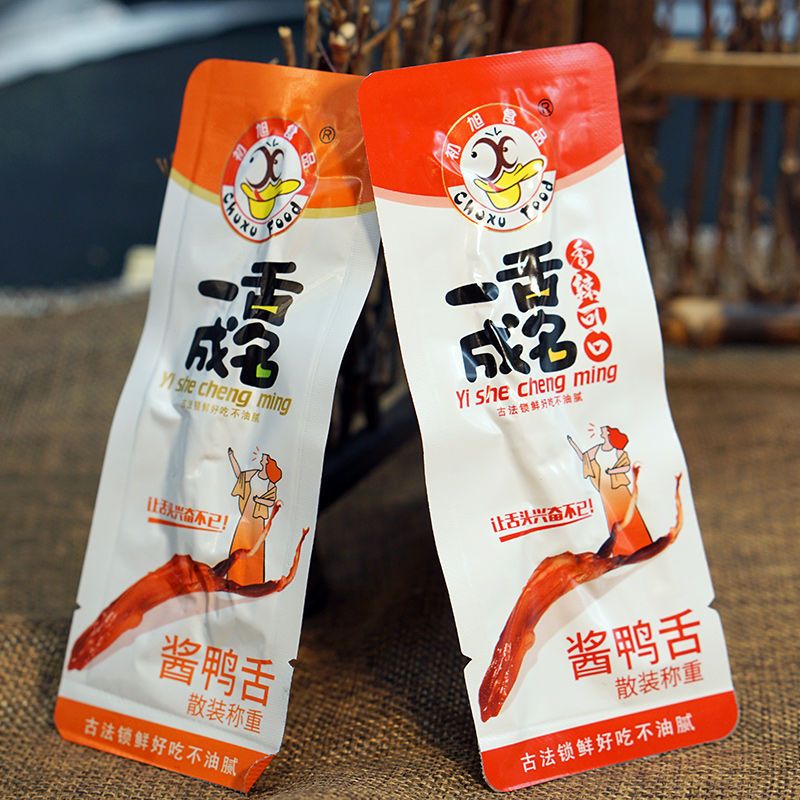 初旭食品
®
Chuxu Food
一舌
成名
Yi she cheng ming
古法锁鲜好吃不油腻
让舌头兴奋不已!
酱鸭舌
散装称重
古法锁鲜好吃不油腻
初旭食品
®
Chuxu Food
一舌
成名
香辣可口
Yi she cheng ming
古法锁鲜好吃不油腻
让舌头兴奋不已!
酱鸭舌
散装称重
古法锁鲜好吃不油腻